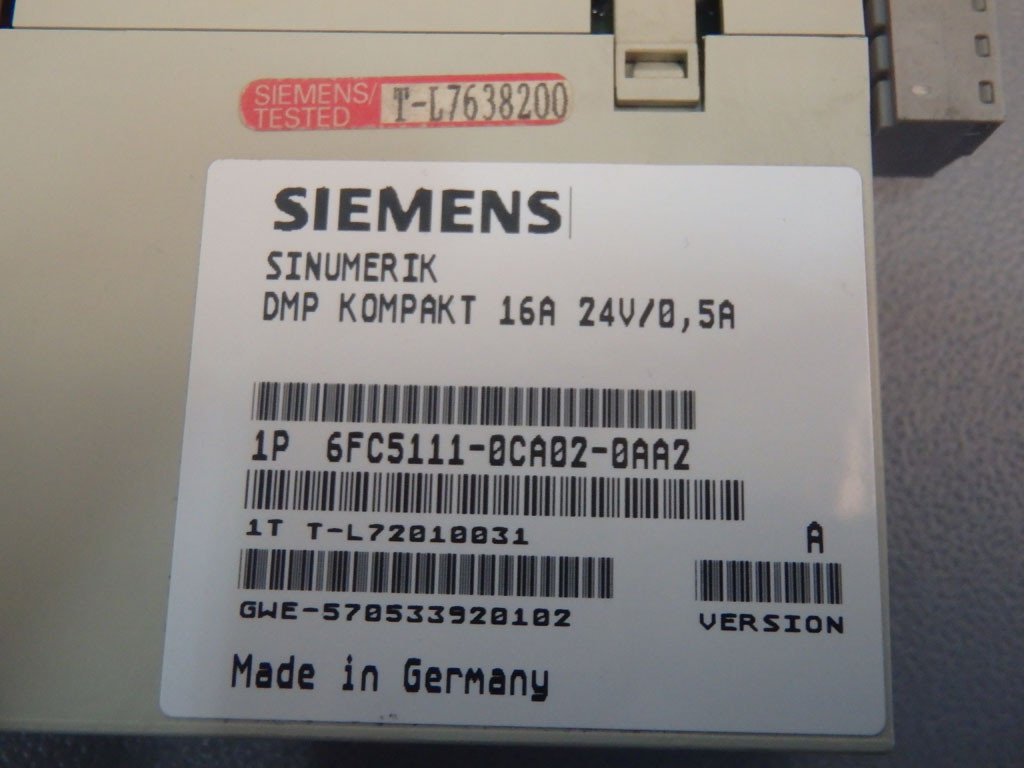 SIEMENS/ T-L7638200
TESTED
SIEMENS
SINUMERIK
DMP KOMPAKT 16A 24V/0,5A
1P 6FC5111-0CA02-0AA2
1T T-L72010031
A
GWE-570533920102
VERSION
Made in Germany